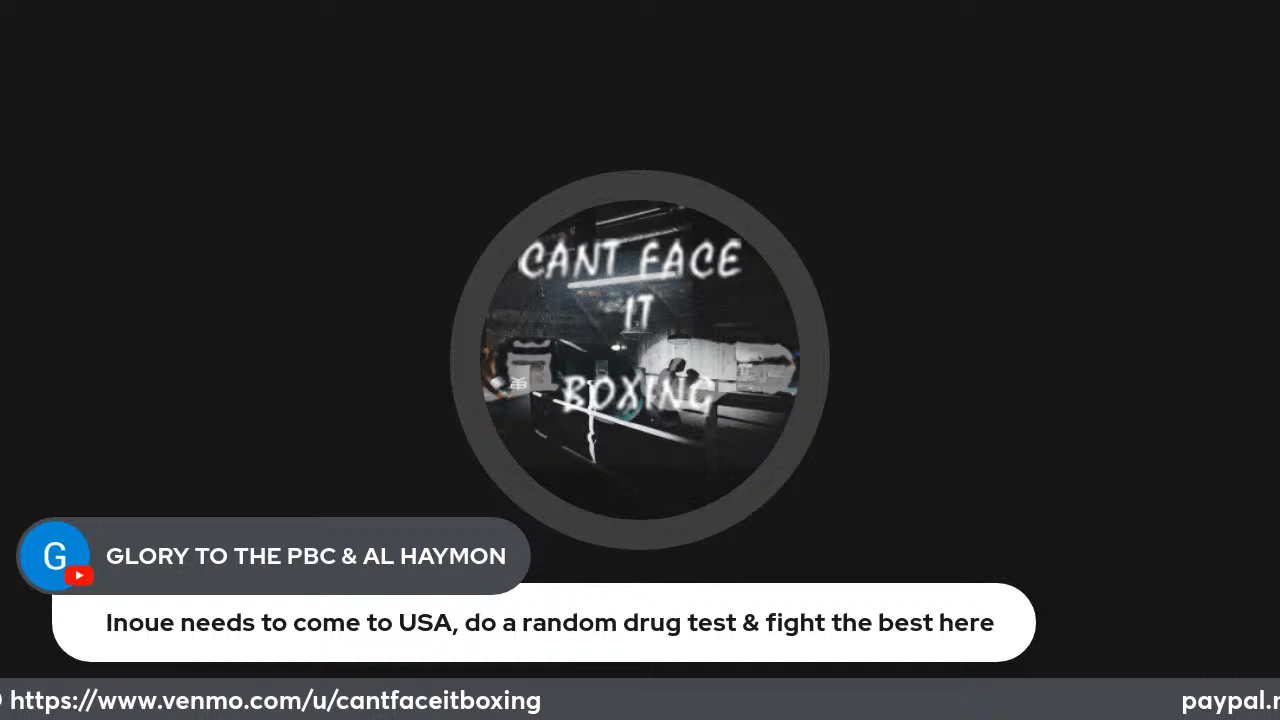 CANT FACE
IT
BOXING
G
GLORY TO THE PBC & AL HAYMON
Inoue needs to come to USA, do a random drug test & fight the best here
https://www.venmo.com/u/cantfaceitboxing
paypal.